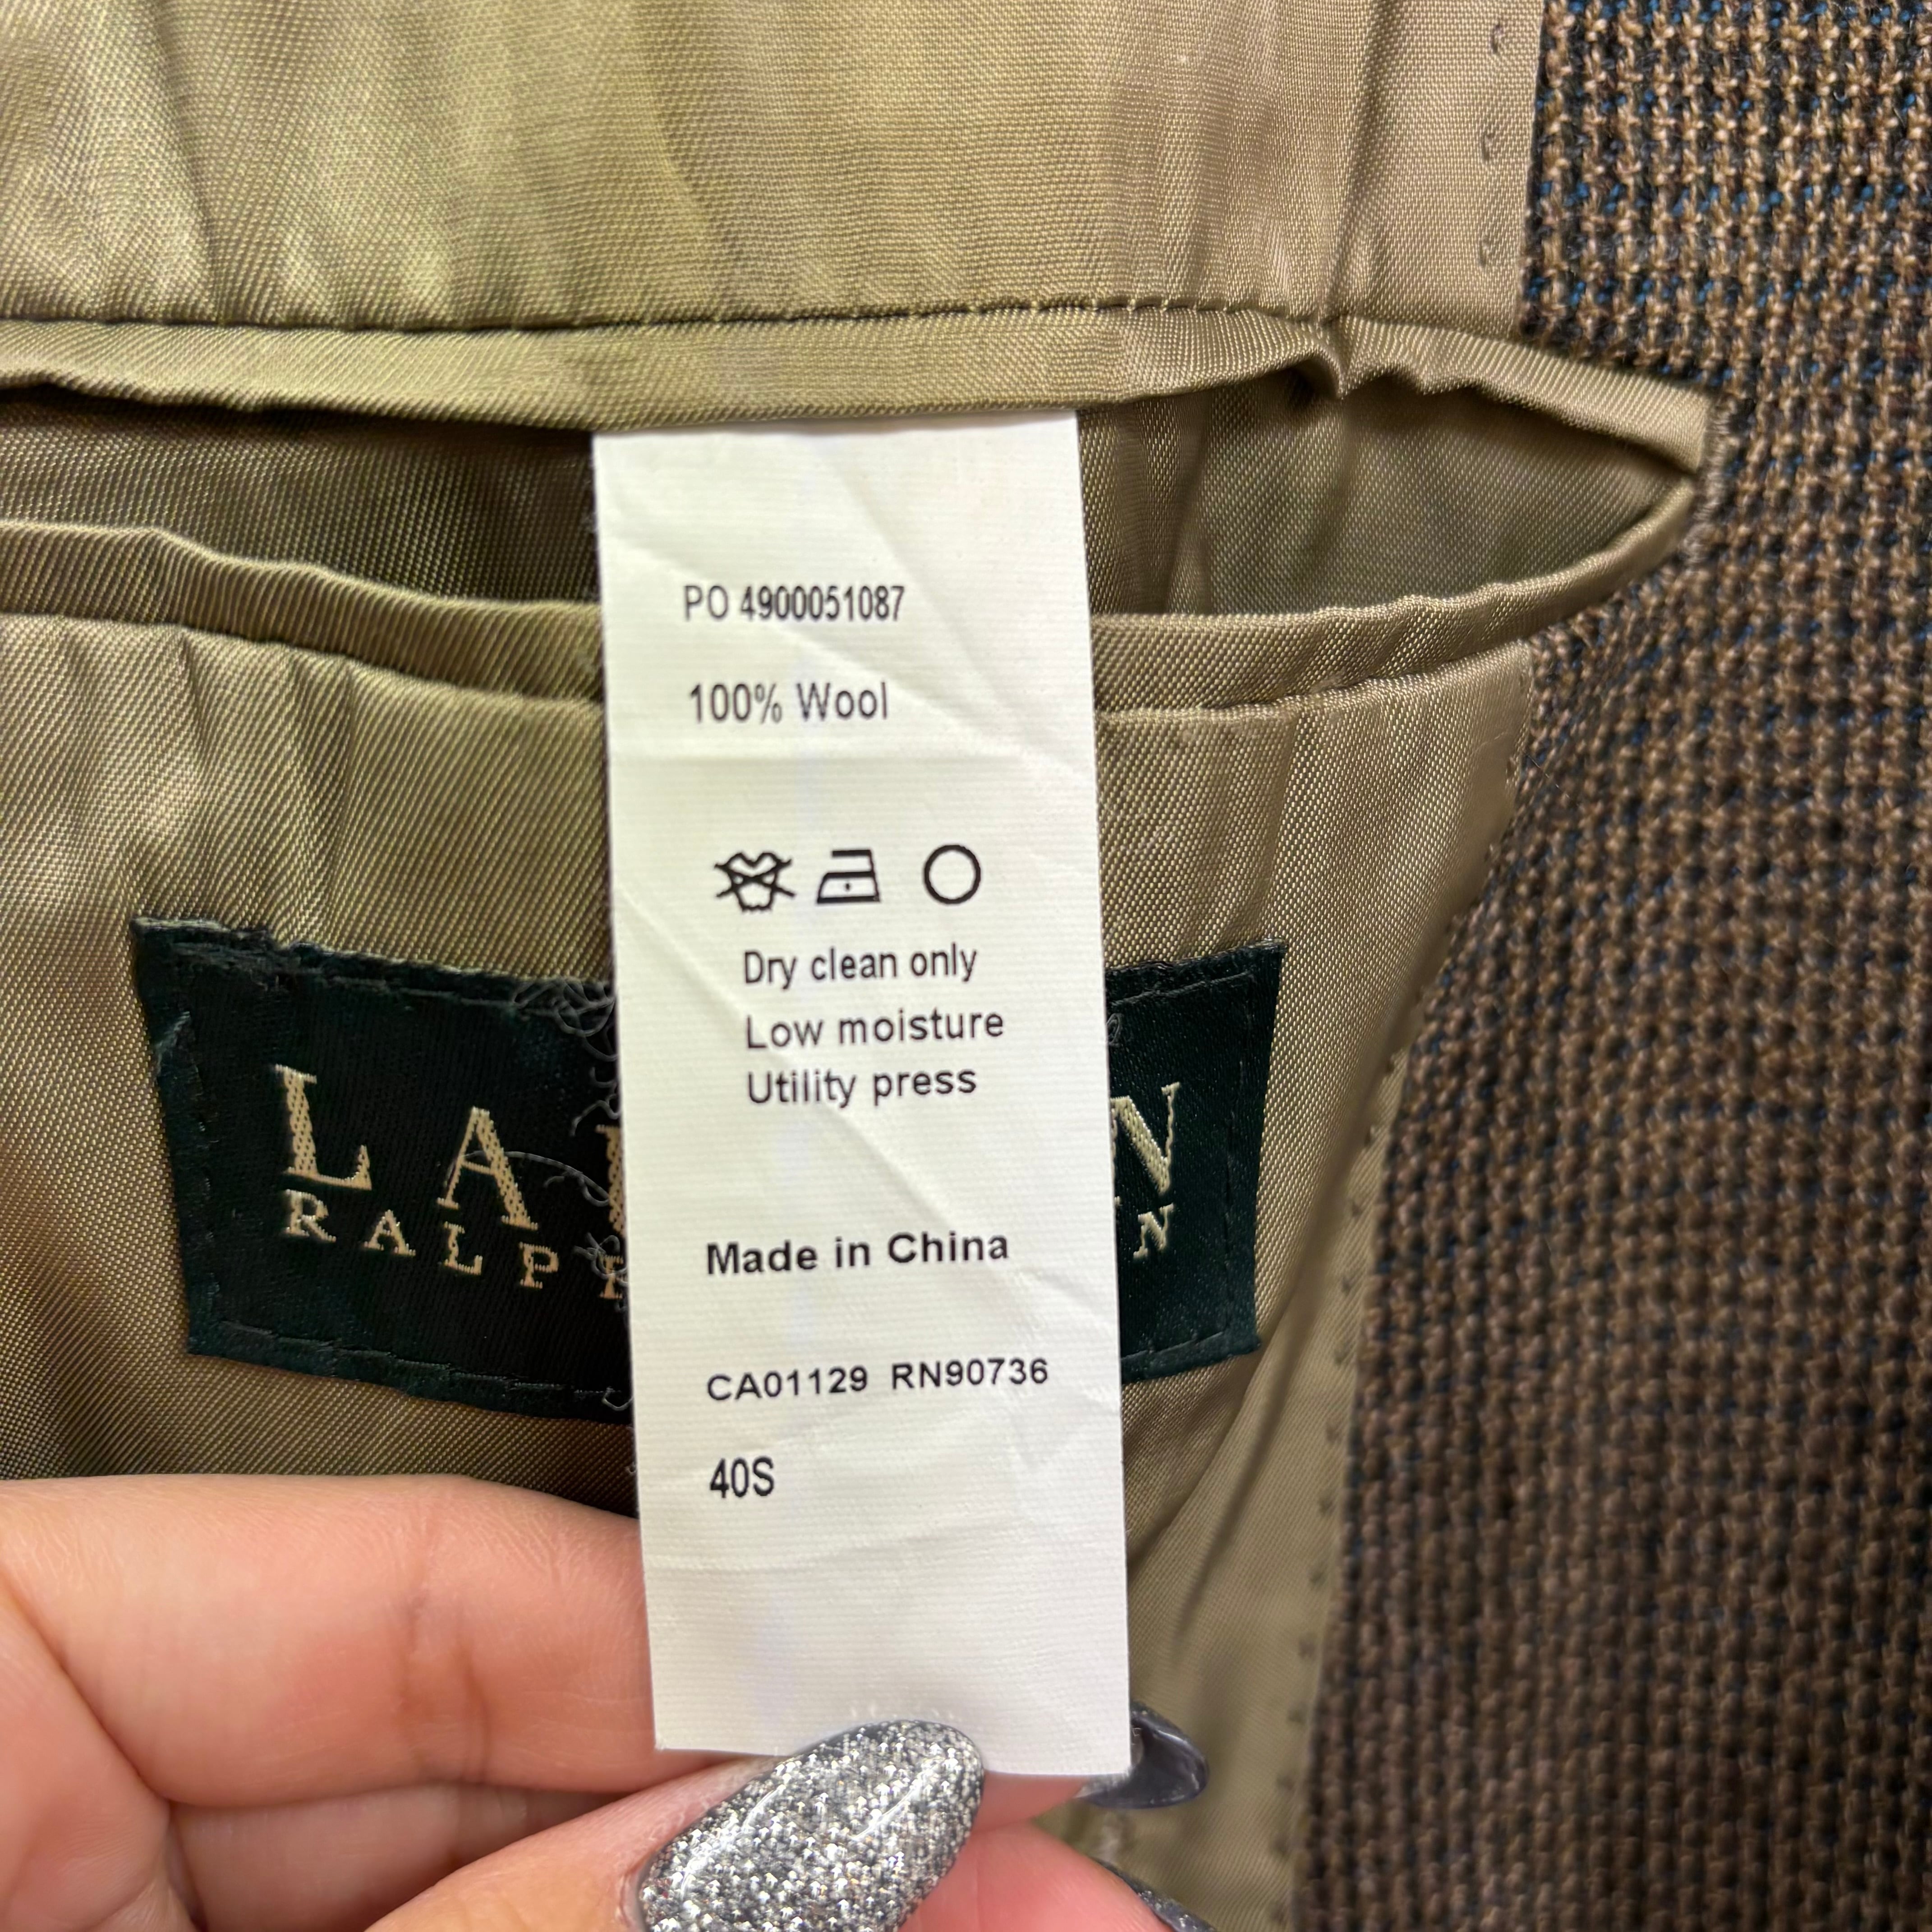 PO 4900051087
100% Wool
Dry clean only
Low moisture
Utility press
Made in China
CA01129 RN90736
40S